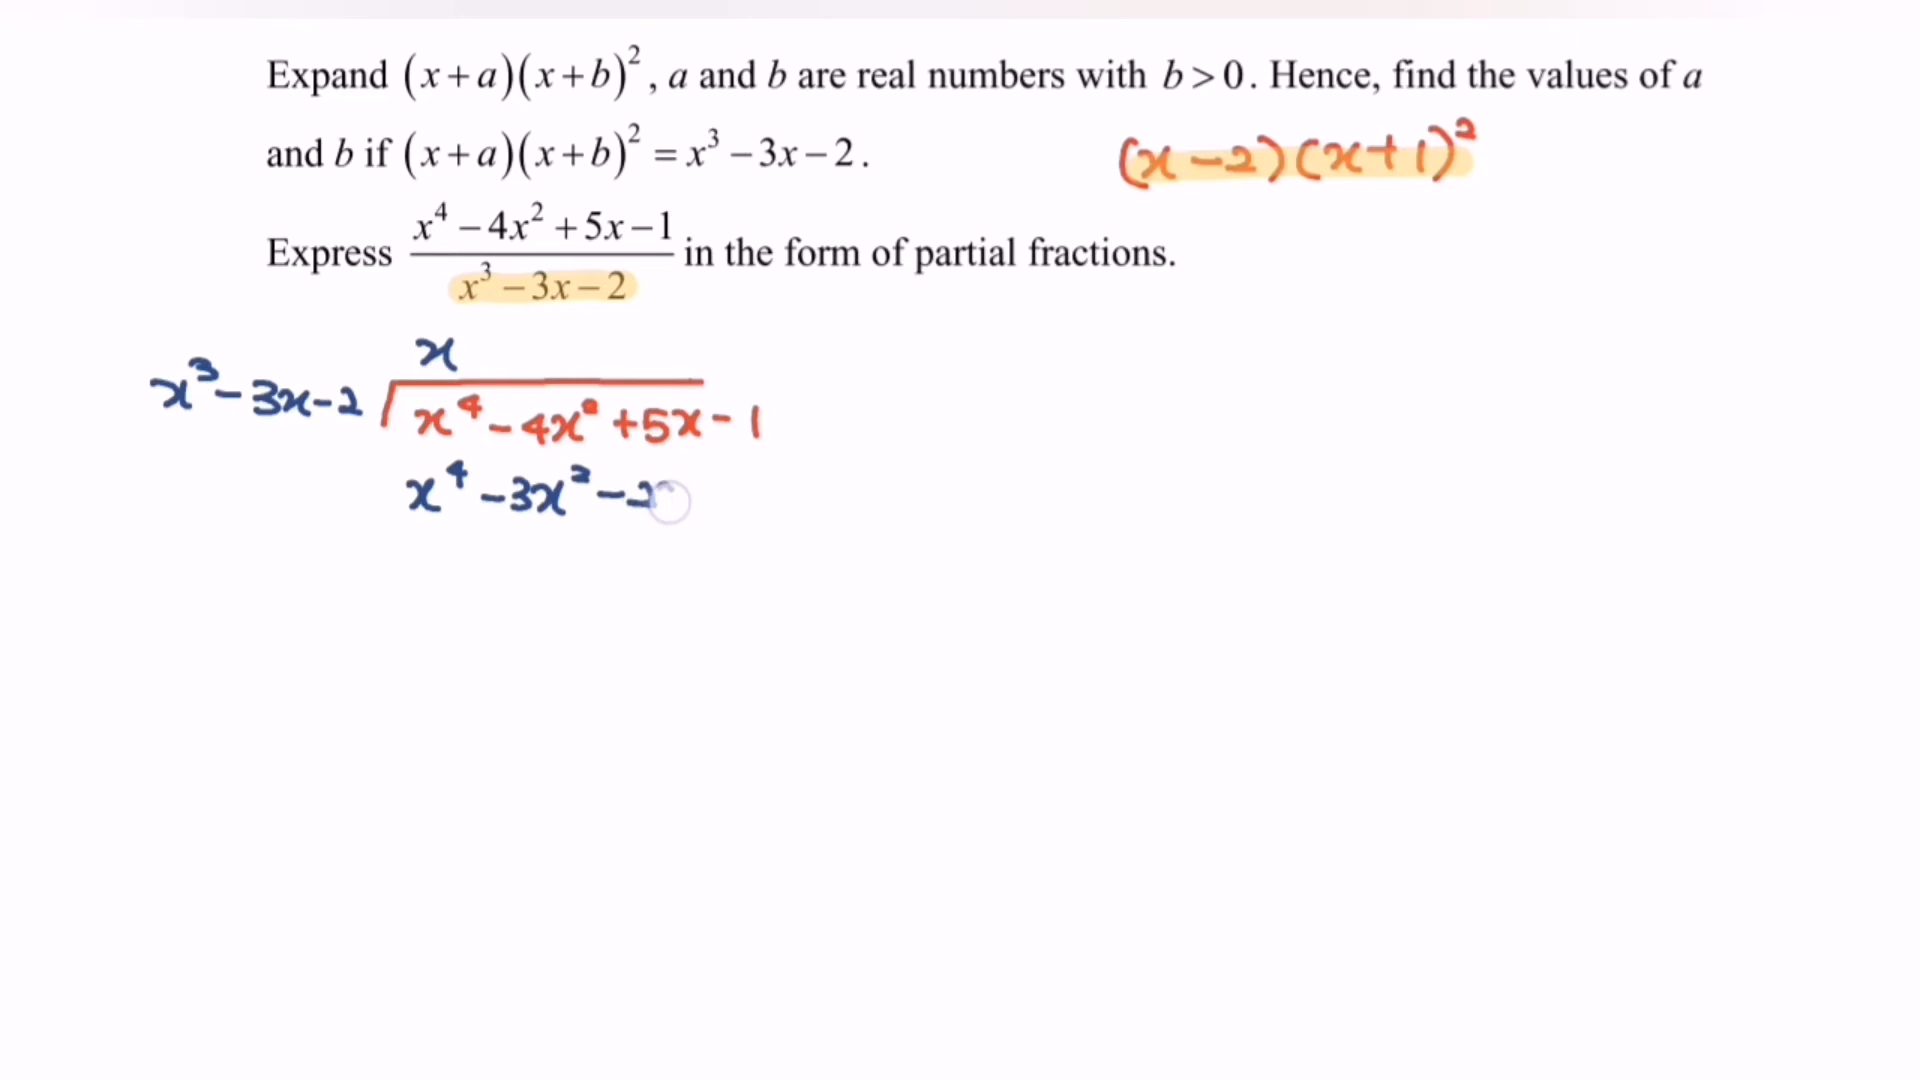 Expand (x+a)(x+b)², a and b are real numbers with b>0. Hence, find the values of a
and b if (x+a)(x+b)² = x³ −3x−2.
(x−2)(x+1)²
Express x⁴ −4x² +5x−1 / x³ −3x−2 in the form of partial fractions.
x
x³ − 3x − 2 x⁴ − 4x² + 5x − 1
x⁴ − 3x² − 2